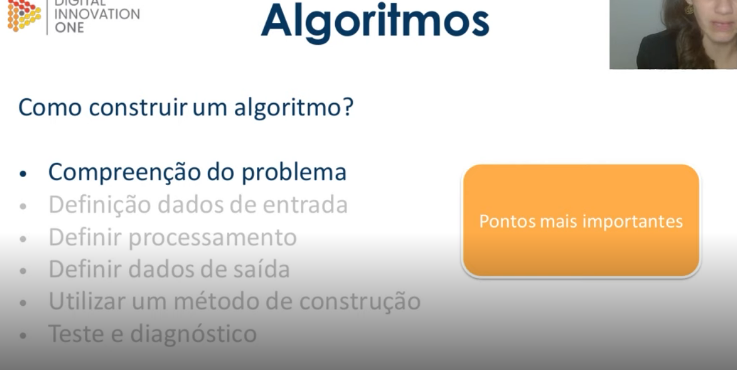 DIGITAL
INNOVATION
ONE
Algoritmos
Como construir um algoritmo?
• Compreenção do problema
• Definição dados de entrada
• Definir processamento
• Definir dados de saída
• Utilizar um método de construção
• Teste e diagnóstico
Pontos mais importantes